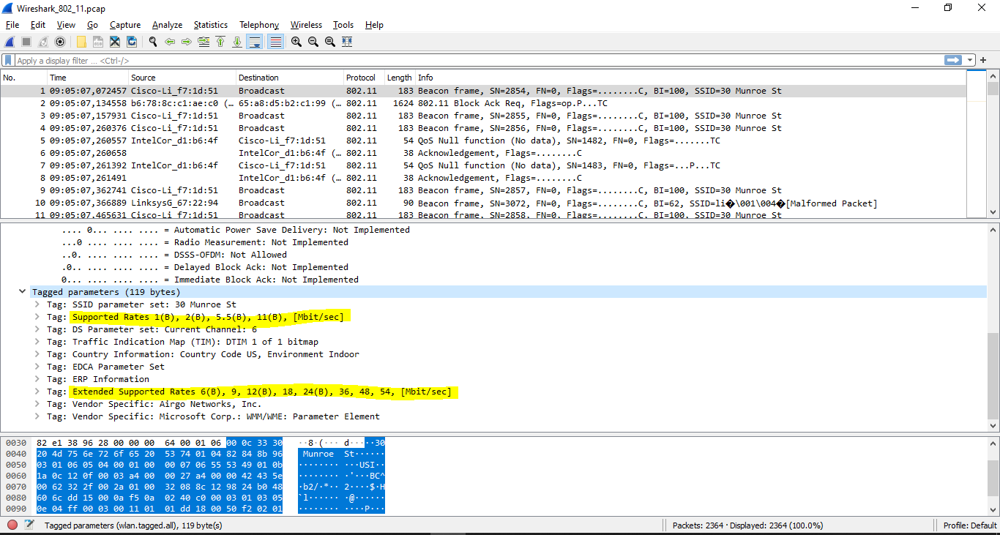 Wireshark_802_11.pcap
File Edit View Go Capture Analyze Statistics Telephony Wireless Tools Help
Apply a display filter ... <Ctrl-/>
No. Time Source Destination Protocol Length Info
1 09:05:07,072457 Cisco-Li_f7:1d:51 Broadcast 802.11 183 Beacon frame, SN=2854, FN=0, Flags=........C, BI=100, SSID=30 Munroe St
2 09:05:07,134558 b6:78:8c:c1:ae:c0 (… 65:a8:d5:b2:c1:99 (… 802.11 1624 802.11 Block Ack Req, Flags=op.P...TC
3 09:05:07,157931 Cisco-Li_f7:1d:51 Broadcast 802.11 183 Beacon frame, SN=2855, FN=0, Flags=........C, BI=100, SSID=30 Munroe St
4 09:05:07,260376 Cisco-Li_f7:1d:51 Broadcast 802.11 183 Beacon frame, SN=2856, FN=0, Flags=........C, BI=100, SSID=30 Munroe St
5 09:05:07,260557 IntelCor_d1:b6:4f Cisco-Li_f7:1d:51 802.11 54 QoS Null function (No data), SN=1482, FN=0, Flags=.......TC
6 09:05:07,260658 IntelCor_d1:b6:4f (… 802.11 38 Acknowledgement, Flags=........C
7 09:05:07,261392 IntelCor_d1:b6:4f Cisco-Li_f7:1d:51 802.11 54 QoS Null function (No data), SN=1483, FN=0, Flags=...P...TC
8 09:05:07,261491 IntelCor_d1:b6:4f (… 802.11 38 Acknowledgement, Flags=........C
9 09:05:07,362741 Cisco-Li_f7:1d:51 Broadcast 802.11 183 Beacon frame, SN=2857, FN=0, Flags=........C, BI=100, SSID=30 Munroe St
10 09:05:07,366889 LinksysG_67:22:94 Broadcast 802.11 90 Beacon frame, SN=3072, FN=0, Flags=........C, BI=62, SSID=li�\001\004�[Malformed Packet]
11 09:05:07,465631 Cisco-Li_f7:1d:51 Broadcast 802.11 183 Beacon frame, SN=2858, FN=0, Flags=........C, BI=100, SSID=30 Munroe St
.... 0... .... .... = Automatic Power Save Delivery: Not Implemented
...0 .... .... .... = Radio Measurement: Not Implemented
..0. .... .... .... = DSSS-OFDM: Not Allowed
.0.. .... .... .... = Delayed Block Ack: Not Implemented
0... .... .... .... = Immediate Block Ack: Not Implemented
Tagged parameters (119 bytes)
Tag: SSID parameter set: 30 Munroe St
Tag: Supported Rates 1(B), 2(B), 5.5(B), 11(B), [Mbit/sec]
Tag: DS Parameter set: Current Channel: 6
Tag: Traffic Indication Map (TIM): DTIM 1 of 1 bitmap
Tag: Country Information: Country Code US, Environment Indoor
Tag: EDCA Parameter Set
Tag: ERP Information
Tag: Extended Supported Rates 6(B), 9, 12(B), 18, 24(B), 36, 48, 54, [Mbit/sec]
Tag: Vendor Specific: Airgo Networks, Inc.
Tag: Vendor Specific: Microsoft Corp.: WMM/WME: Parameter Element
0030 82 e1 38 96 28 00 00 00 64 00 01 06 00 0c 33 30 ··8·(··· d·····30
0040 20 4d 75 6e 72 6f 65 20 53 74 01 04 82 84 8b 96 Munroe St······
0050 03 01 06 05 04 00 01 00 00 07 06 55 53 49 01 0b ········ ···USI··
0060 1a 0c 12 0f 00 03 a4 00 00 27 a4 00 00 42 43 5e ········ ·'···BC^
0070 00 62 32 2f 00 2a 01 00 32 08 8c 12 98 24 b0 48 ·b2/·*·· 2····$·H
0080 60 6c dd 15 00 0a f5 0a 02 40 c0 00 03 01 03 05 `l······ ·@······
0090 0e 04 ff 00 03 00 11 01 01 dd 18 00 50 f2 02 01 ········ ····P···
Tagged parameters (wlan.tagged.all), 119 byte(s) Packets: 2364 · Displayed: 2364 (100.0%) Profile: Default